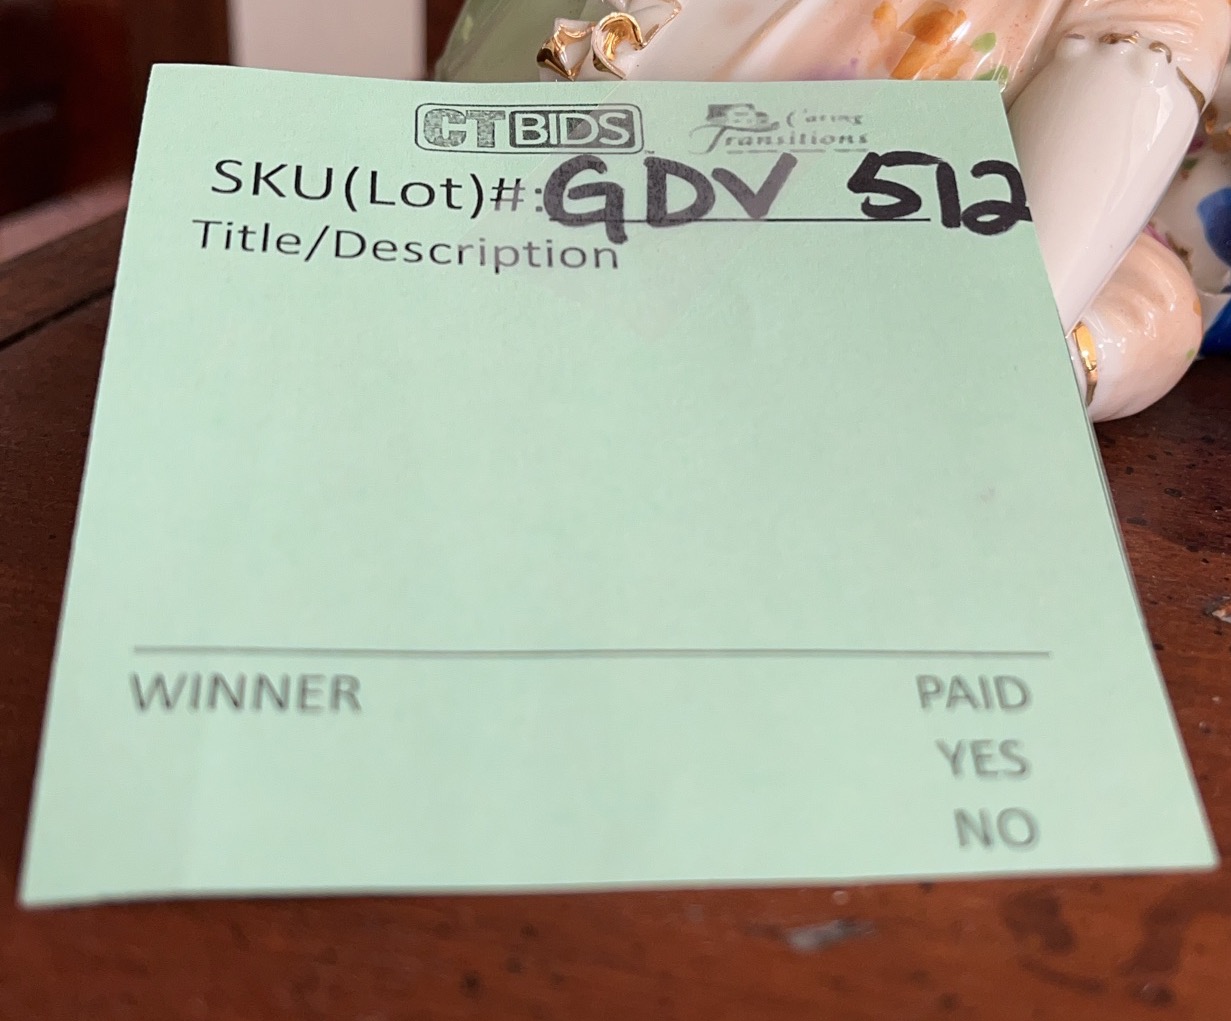 CTBIDS Caring
Transitions
SKU(Lot)#: GDV 512
Title/Description
WINNER PAID
YES
NO